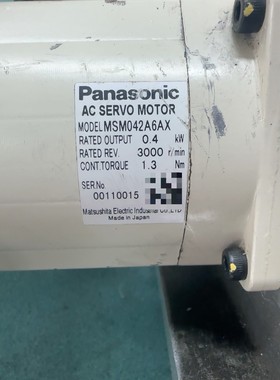 Panasonic
AC SERVO MOTOR
MODEL MSM042A6AX
RATED OUTPUT 0.4 kW
RATED REV. 3000 r/min
CONT.TORQUE 1.3 Nm
SER.No
00110015
Matsushita Electric Industrial Co.,LTD
Made in Japan